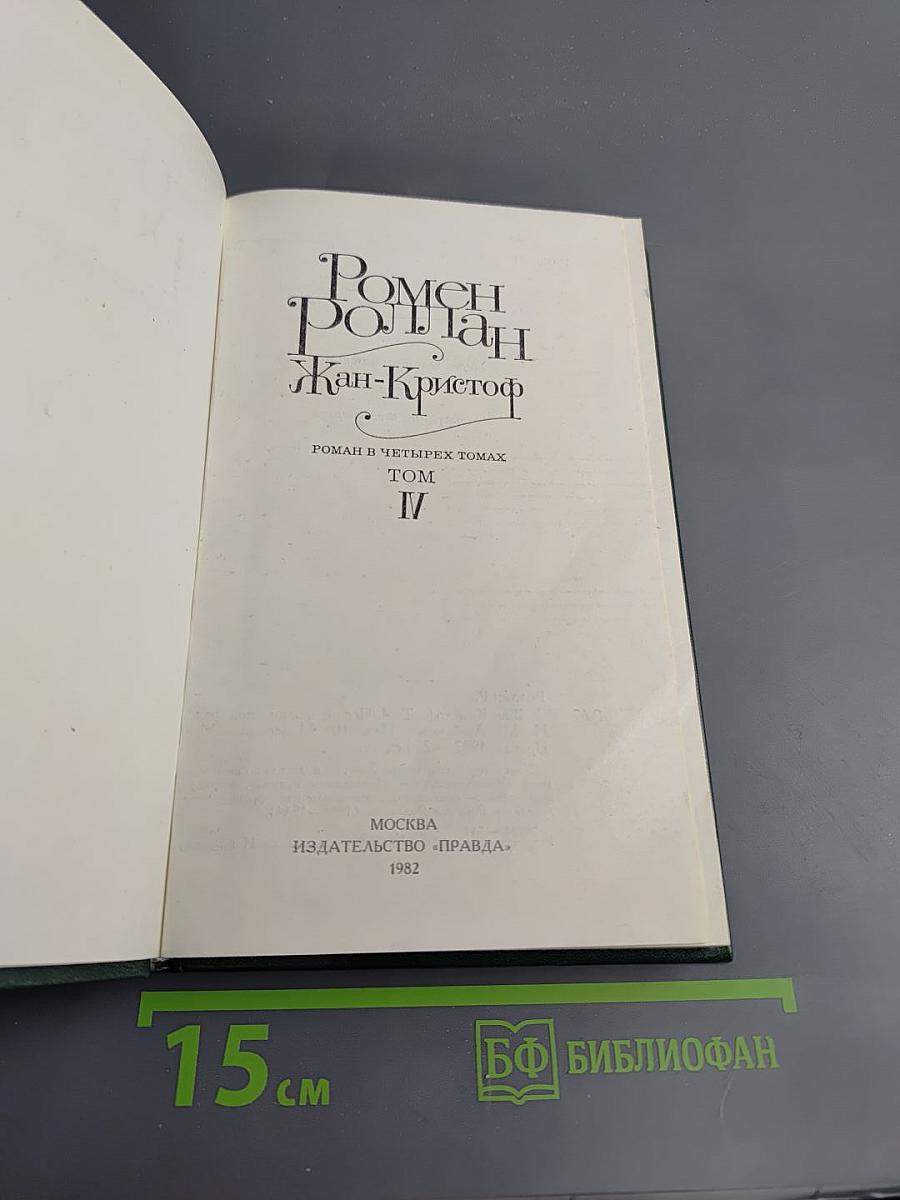 Ромен
Роллан
Жан-Кристоф
РОМАН В ЧЕТЫРЕХ ТОМАХ
ТОМ
IV
МОСКВА
ИЗДАТЕЛЬСТВО «ПРАВДА»
1982
15 см
БФ БИБЛИОФАН